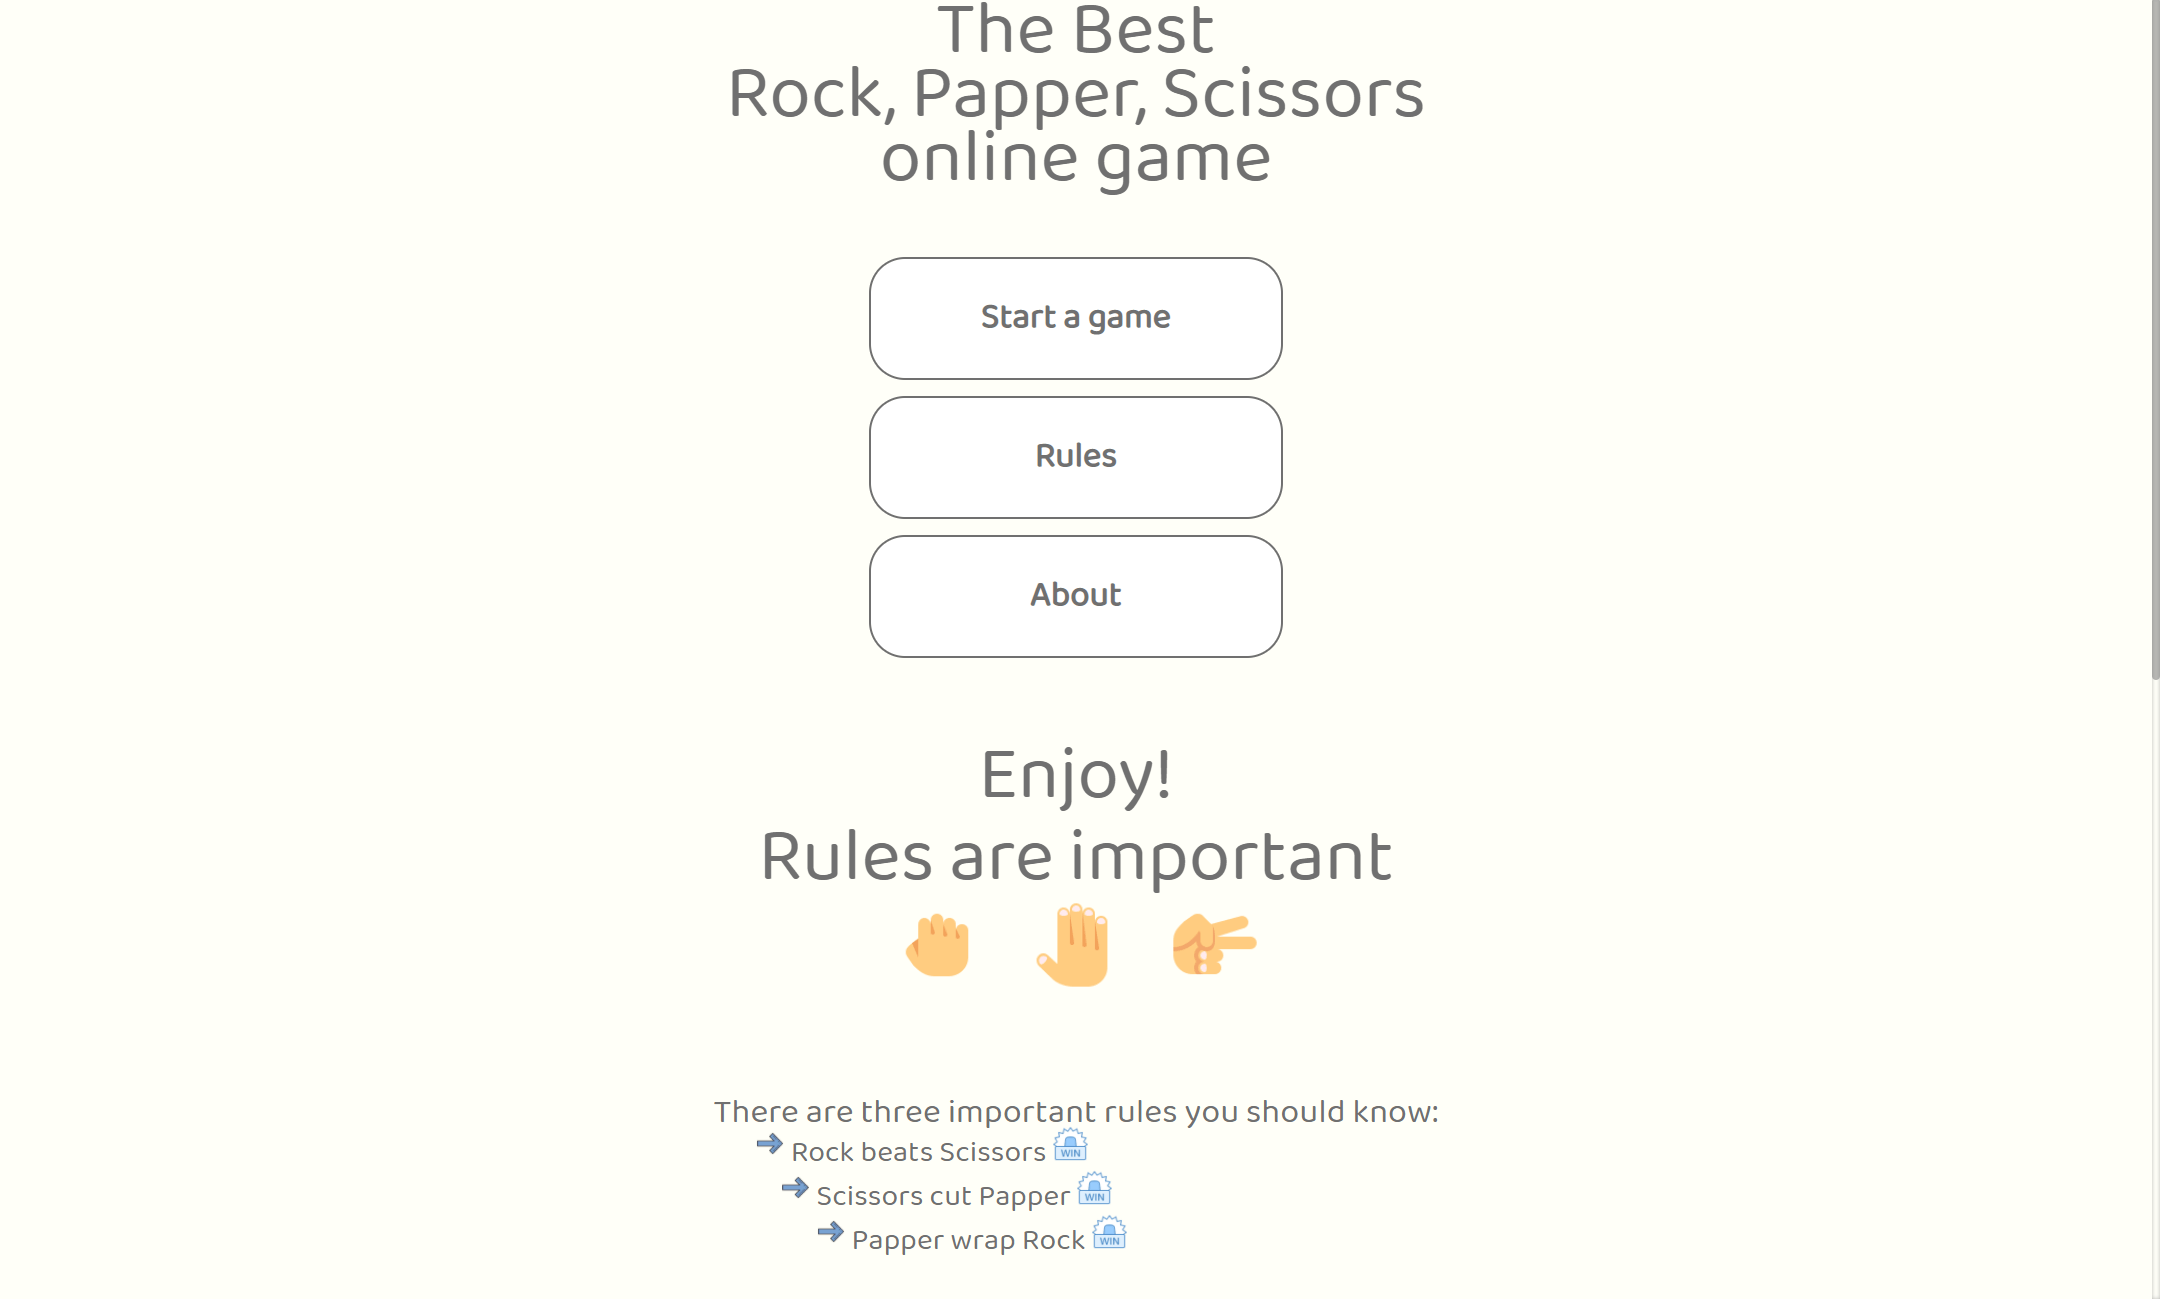 The Best
Rock, Papper, Scissors
online game
Start a game
Rules
About
Enjoy!
Rules are important
There are three important rules you should know:
Rock beats Scissors WIN
Scissors cut Papper WIN
Papper wrap Rock WIN